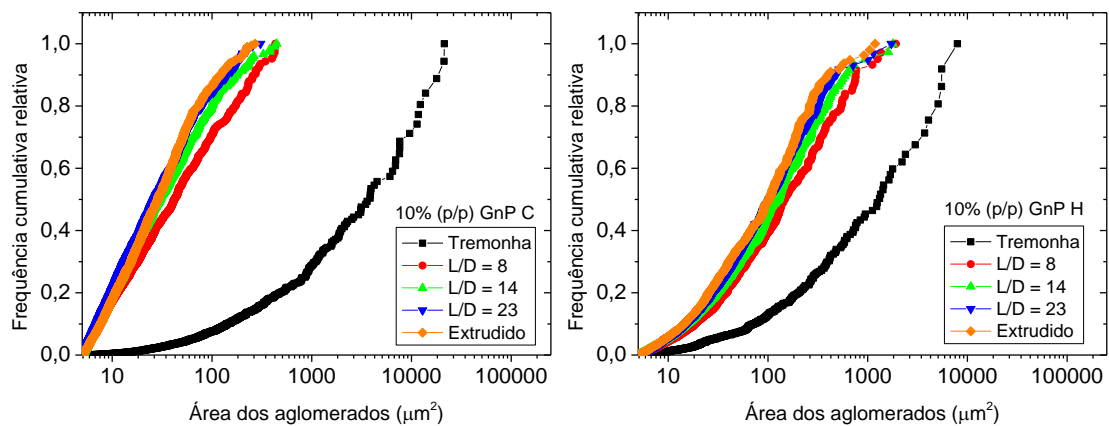 1,0
0,8
0,6
0,4
0,2
0,0
Frequência cumulativa relativa
10% (p/p) GnP C
Tremonha
L/D = 8
L/D = 14
L/D = 23
Extrudido
10 100 1000 10000 100000
Área dos aglomerados (μm²)
1,0
0,8
0,6
0,4
0,2
0,0
Frequência cumulativa relativa
10% (p/p) GnP H
Tremonha
L/D = 8
L/D = 14
L/D = 23
Extrudido
10 100 1000 10000 100000
Área dos aglomerados (μm²)